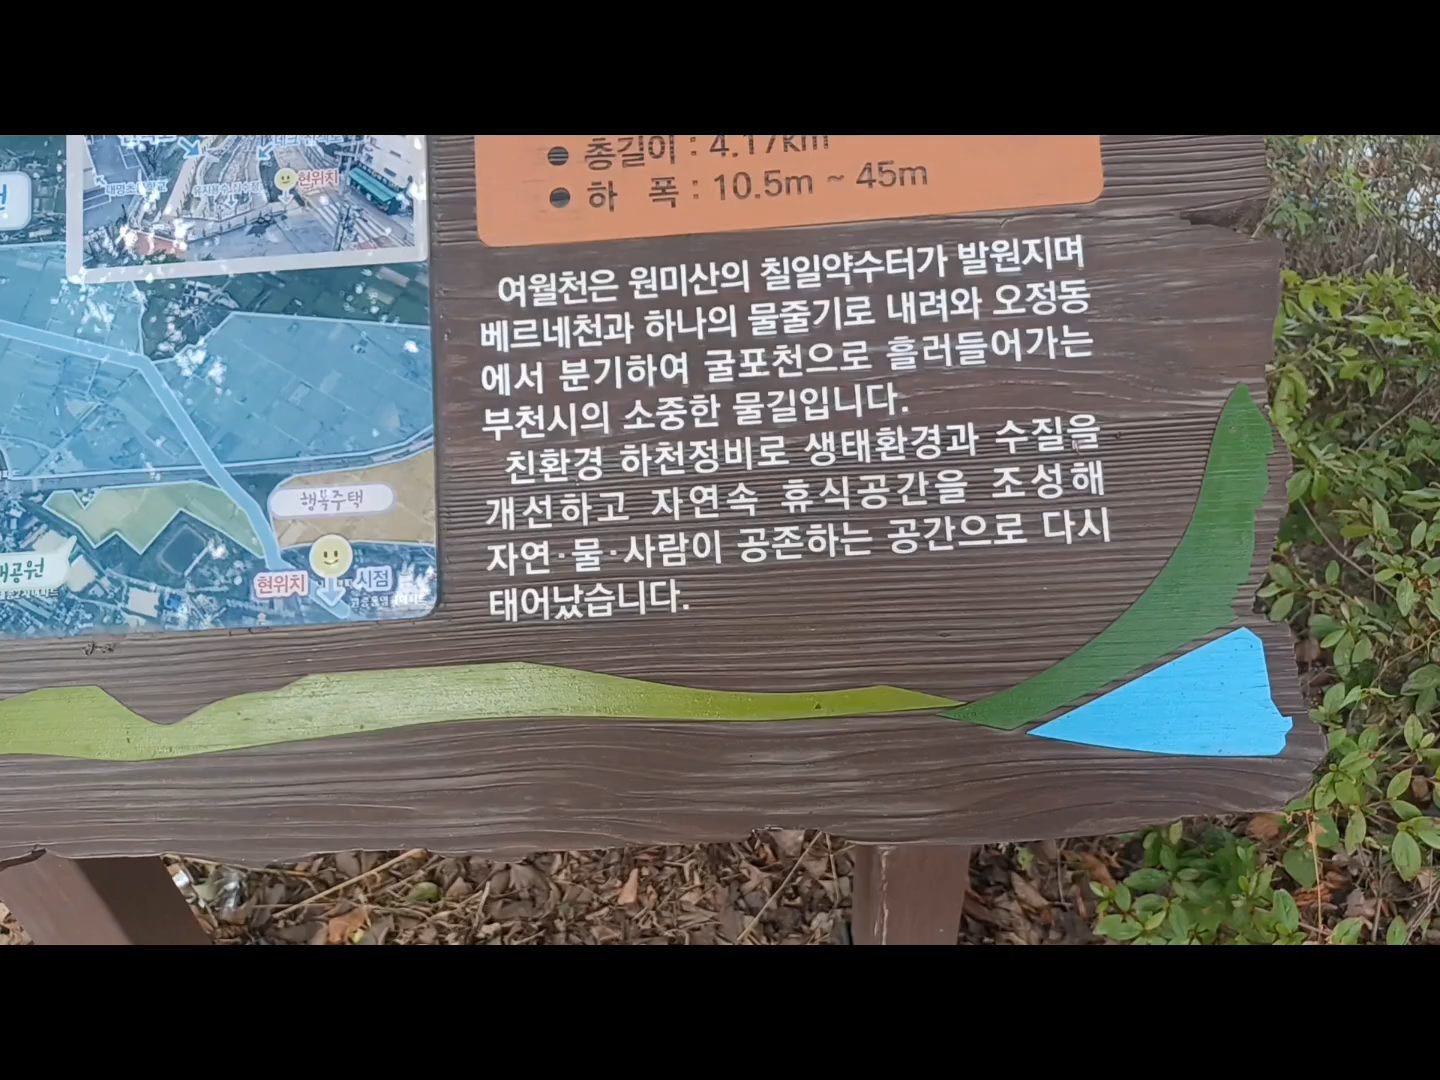 현위치
● 총길이 : 4.17km
● 하 폭 : 10.5m ~ 45m
여월천은 원미산의 칠일약수터가 발원지며
베르네천과 하나의 물줄기로 내려와 오정동
에서 분기하여 굴포천으로 흘러들어가는
부천시의 소중한 물길입니다.
친환경 하천정비로 생태환경과 수질을
개선하고 자연속 휴식공간을 조성해
자연·물·사람이 공존하는 공간으로 다시
태어났습니다.
행복주택
현위치
시점